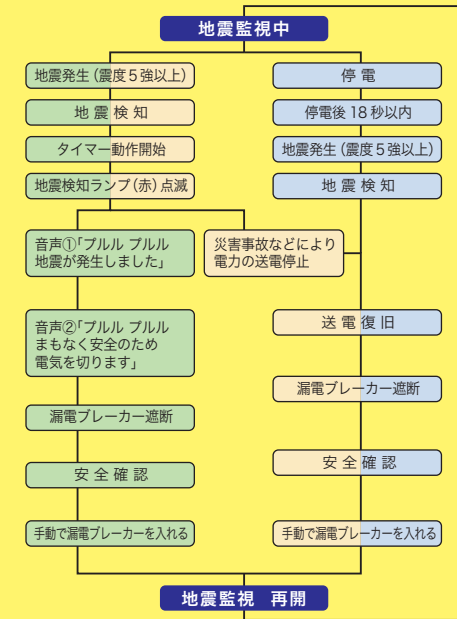 地震監視中
地震発生（震度５強以上）
地震検知
タイマー動作開始
地震検知ランプ（赤）点滅
音声①「プルル プルル
地震が発生しました」
災害事故などにより
電力の送電停止
音声②「プルル プルル
まもなく安全のため
電気を切ります」
漏電ブレーカー遮断
安全確認
手動で漏電ブレーカーを入れる
停電
停電後 18 秒以内
地震発生（震度５強以上）
地震検知
送電復旧
漏電ブレーカー遮断
安全確認
手動で漏電ブレーカーを入れる
地震監視 再開